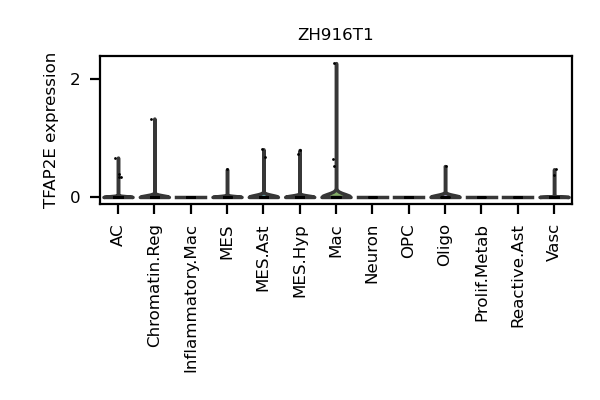 ZH916T1
TFAP2E expression
2
0
AC
Chromatin.Reg
Inflammatory.Mac
MES
MES.Ast
MES.Hyp
Mac
Neuron
OPC
Oligo
Prolif.Metab
Reactive.Ast
Vasc